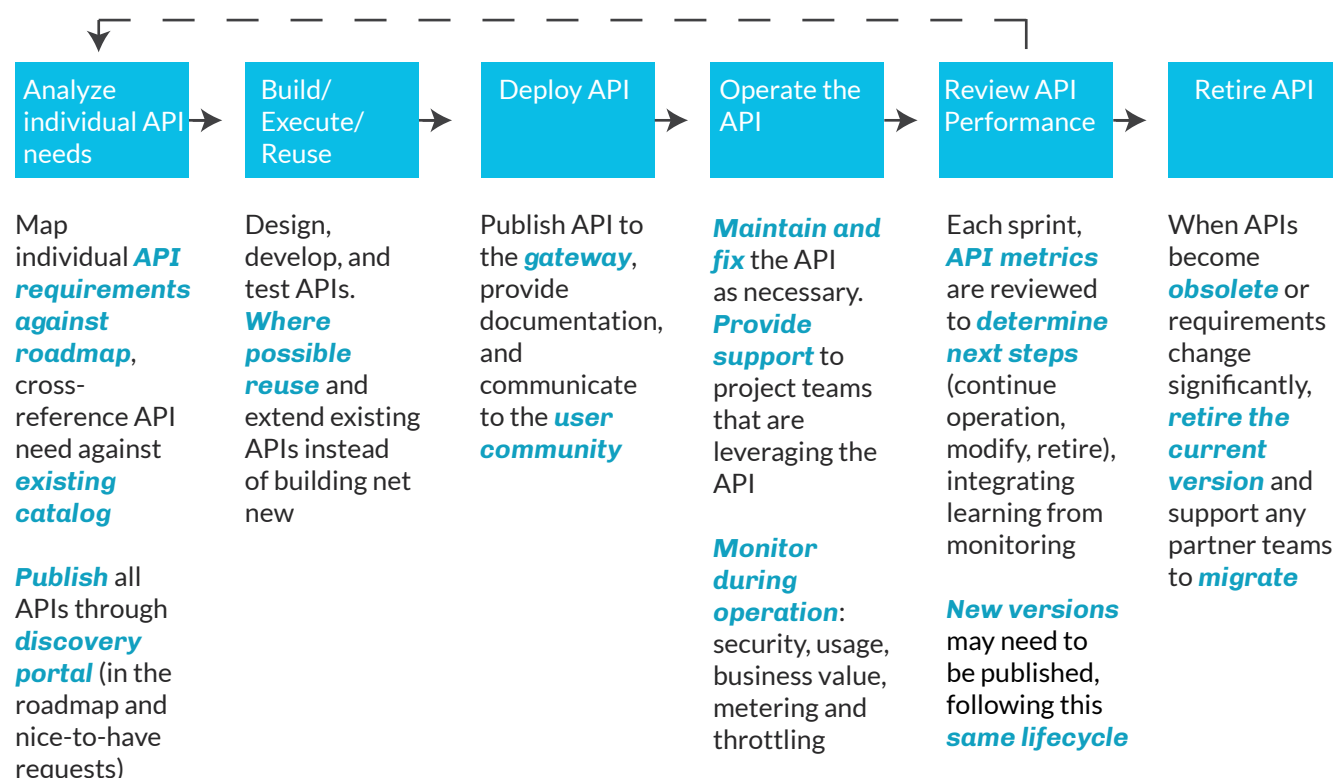 Analyze
individual API
needs
Build/
Execute/
Reuse
Deploy API
Operate the
API
Review API
Performance
Retire API
Map
individual API
requirements
against
roadmap,
cross-
reference API
need against
existing
catalog
Publish all
APIs through
discovery
portal (in the
roadmap and
nice-to-have
requests)
Design,
develop, and
test APIs.
Where
possible
reuse and
extend existing
APIs instead
of building net
new
Publish API to
the gateway,
provide
documentation,
and
communicate
to the user
community
Maintain and
fix the API
as necessary.
Provide
support to
project teams
that are
leveraging the
API
Monitor
during
operation:
security, usage,
business value,
metering and
throttling
Each sprint,
API metrics
are reviewed
to determine
next steps
(continue
operation,
modify, retire),
integrating
learning from
monitoring
New versions
may need to
be published,
following this
same lifecycle
When APIs
become
obsolete or
requirements
change
significantly,
retire the
current
version and
support any
partner teams
to migrate